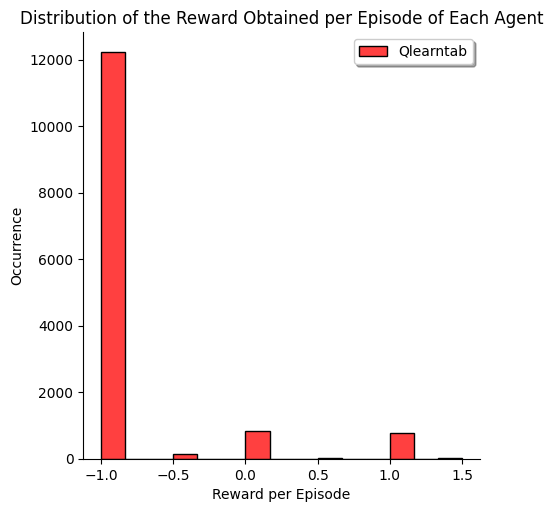 Distribution of the Reward Obtained per Episode of Each Agent
Qlearntab
12000
10000
8000
6000
4000
2000
0
Occurrence
−1.0 −0.5 0.0 0.5 1.0 1.5
Reward per Episode